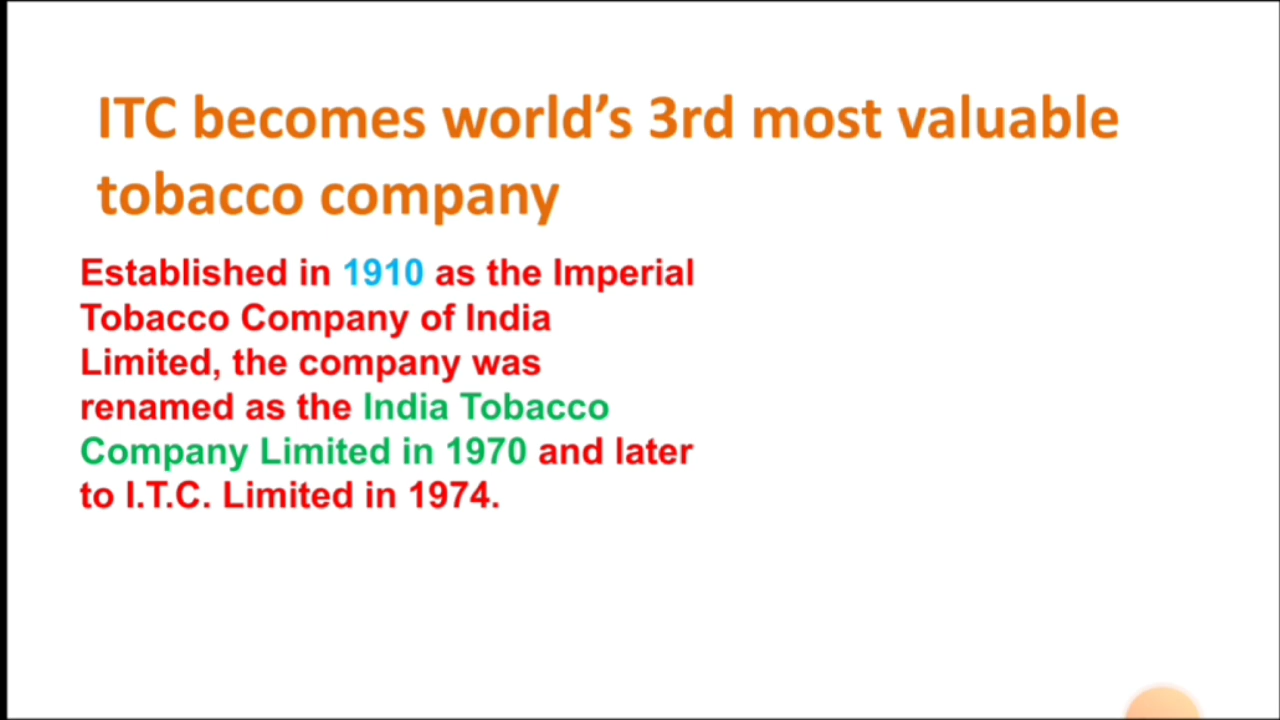 ITC becomes world’s 3rd most valuable
tobacco company
Established in 1910 as the Imperial
Tobacco Company of India
Limited, the company was
renamed as the India Tobacco
Company Limited in 1970 and later
to I.T.C. Limited in 1974.